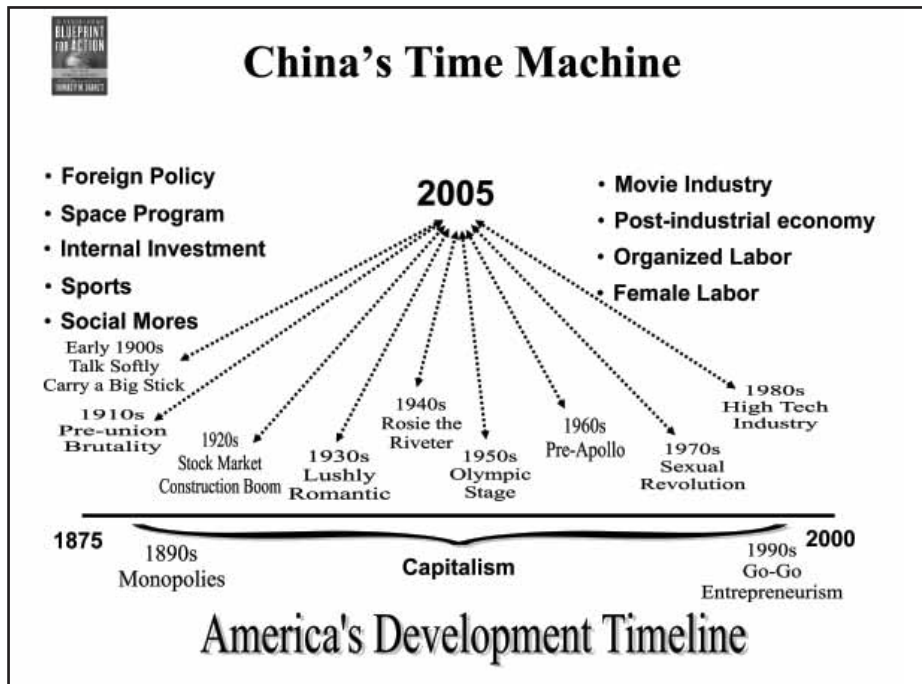 BLUEPRINT
FOR ACTION
China's Time Machine
• Foreign Policy
• Space Program
• Internal Investment
• Sports
• Social Mores
2005
• Movie Industry
• Post-industrial economy
• Organized Labor
• Female Labor
Early 1900s
Talk Softly
Carry a Big Stick
1910s
Pre-union
Brutality
1920s
Stock Market
Construction Boom
1930s
Lushly
Romantic
1940s
Rosie the
Riveter
1950s
Olympic
Stage
1960s
Pre-Apollo
1970s
Sexual
Revolution
1980s
High Tech
Industry
1875
2000
1890s
Monopolies
Capitalism
1990s
Go-Go
Entrepreneurism
America's Development Timeline